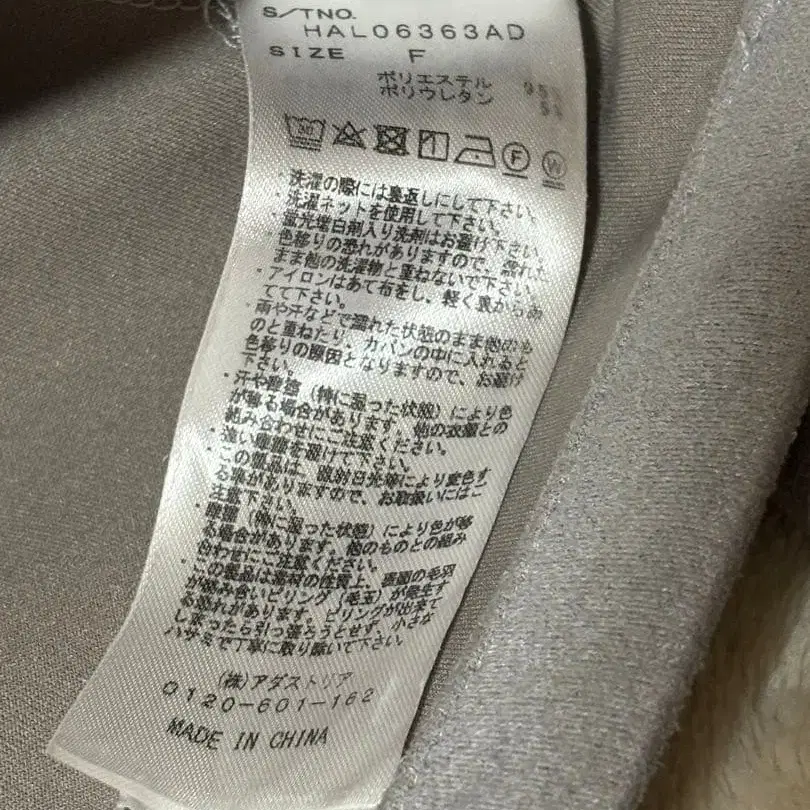 S/TNO.
HAL06363AD
SIZE F
ポリエステル 95%
ポリウレタン 5%
30 F W
・洗濯の際には裏返しにして下さい。
・洗濯ネットを使用して下さい。
・蛍光増白剤入り洗剤はお避け下さい。
・色移りの恐れがありますので、濡れた
まま他の洗濯物と重ねないで下さい。
・アイロンはあて布をし、軽く裏からあ
てて下さい。
・雨や汗などで濡れた状態のまま他のも
のと重ねたり、カバンの中に入れると
色移りの原因となりますので、お避け
下さい。
・汗や摩擦（特に湿った状態）により色
が移る場合があります。他の衣類との
組み合わせにご注意ください。
・強い摩擦を避けて下さい。
・この製品は、直射日光等により変色す
る事がありますので、お取扱いにはご
注意下さい。
・摩擦（特に湿った状態）により色が移
る場合があります。他のものとの組み
合わせにご注意ください。
・この製品は素材の性質上、表面の毛羽
が絡み合いピリング（毛玉）が発生す
る恐れがあります。ピリングが出来て
しまったら引っ張ろうとせず、小さな
ハサミで丁寧に取り除いて下さい。
（株）アダストリア
0120-601-162
MADE IN CHINA